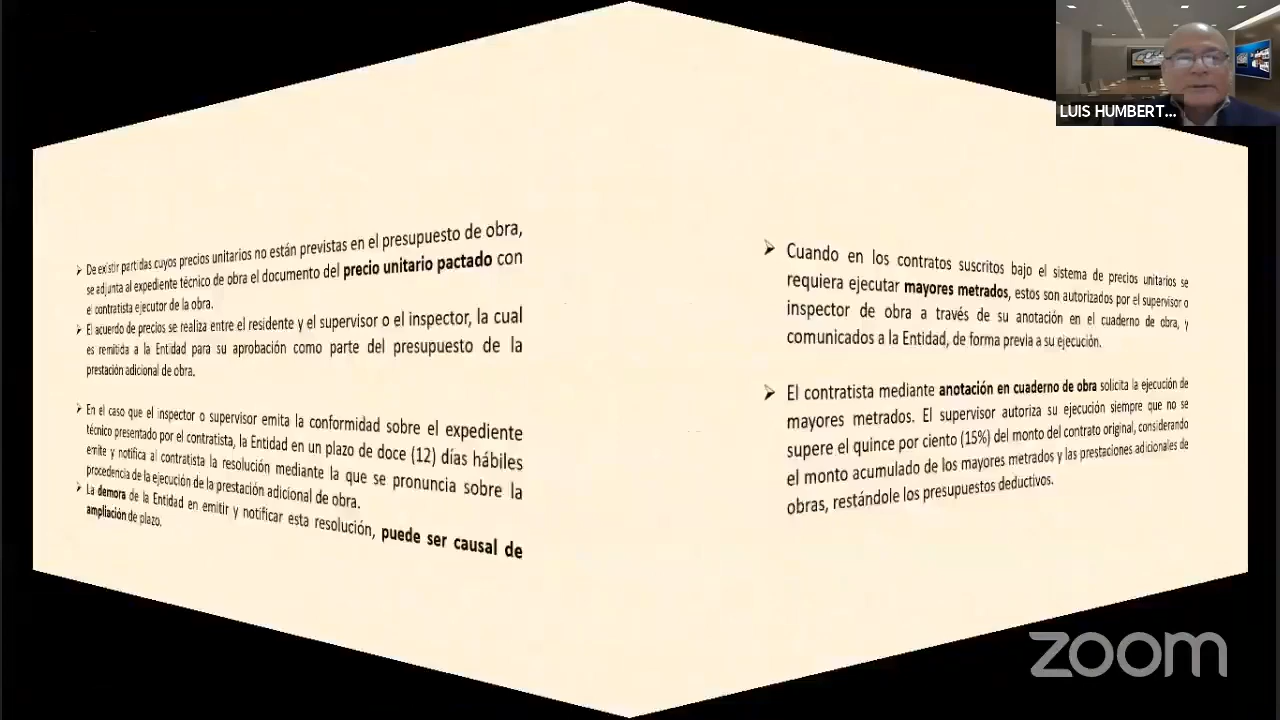 LUIS HUMBERT...
➢ De existir partidas cuyos precios unitarios no están previstas en el presupuesto de obra,
se adjunta al expediente técnico de obra el documento del precio unitario pactado con
el contratista ejecutor de la obra.
➢ El acuerdo de precios se realiza entre el residente y el supervisor o el inspector, la cual
es remitida a la Entidad para su aprobación como parte del presupuesto de la
prestación adicional de obra.
➢ En el caso que el inspector o supervisor emita la conformidad sobre el expediente
técnico presentado por el contratista, la Entidad en un plazo de doce (12) días hábiles
emite y notifica al contratista la resolución mediante la que se pronuncia sobre la
procedencia de la ejecución de la prestación adicional de obra.
➢ La demora de la Entidad en emitir y notificar esta resolución, puede ser causal de
ampliación de plazo.
➢ Cuando en los contratos suscritos bajo el sistema de precios unitarios se
requiera ejecutar mayores metrados, estos son autorizados por el supervisor o
inspector de obra a través de su anotación en el cuaderno de obra, y
comunicados a la Entidad, de forma previa a su ejecución.
➢ El contratista mediante anotación en cuaderno de obra solicita la ejecución de
mayores metrados. El supervisor autoriza su ejecución siempre que no se
supere el quince por ciento (15%) del monto del contrato original, considerando
el monto acumulado de los mayores metrados y las prestaciones adicionales de
obras, restándole los presupuestos deductivos.
zoom